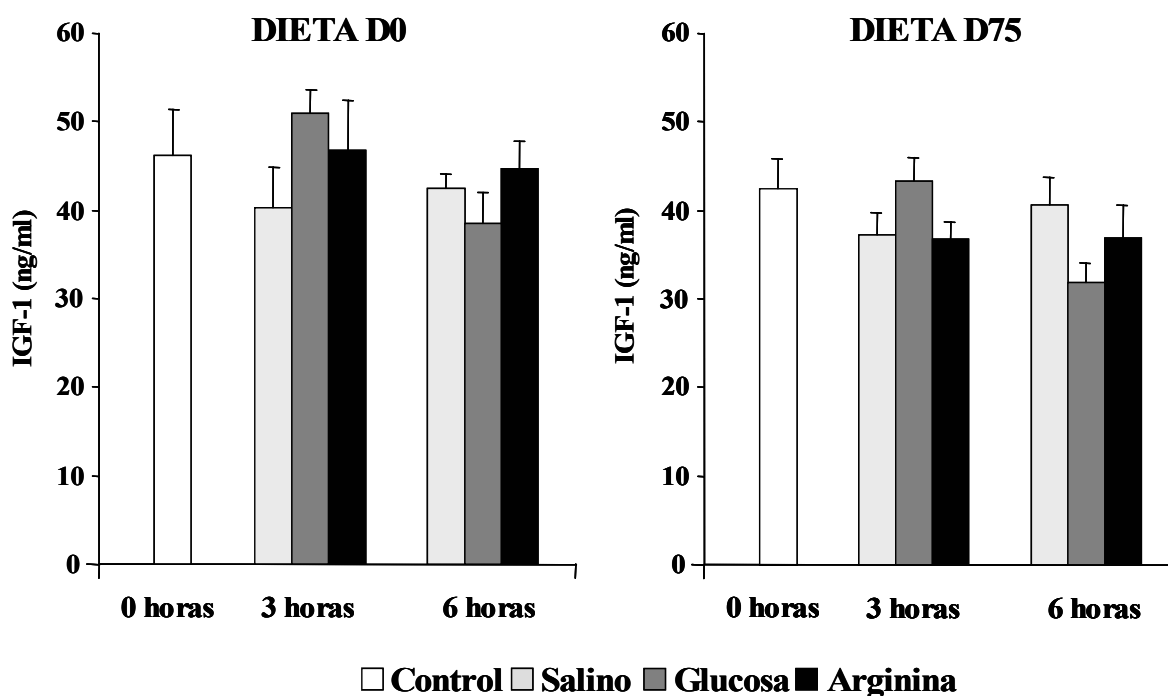 DIETA D0
60
50
40
30
20
10
0
IGF-1 (ng/ml)
0 horas 3 horas 6 horas
DIETA D75
60
50
40
30
20
10
0
IGF-1 (ng/ml)
0 horas 3 horas 6 horas
Control Salino Glucosa Arginina